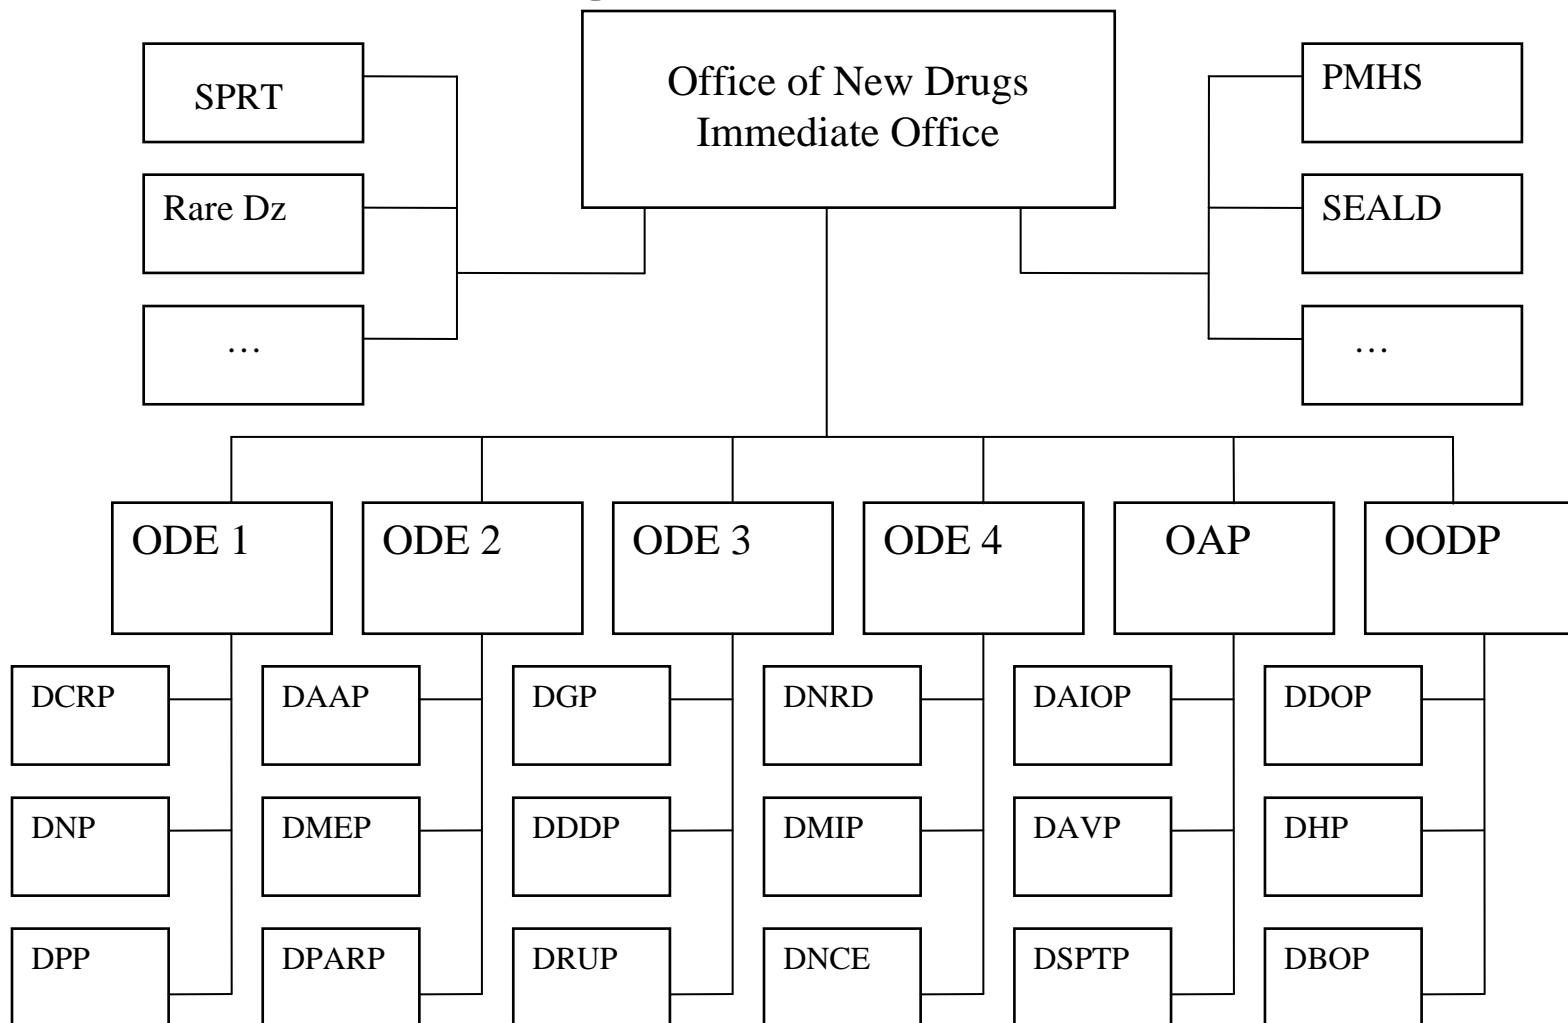 Office of New Drugs
Immediate Office
SPRT
PMHS
Rare Dz
SEALD
…
…
ODE 1
ODE 2
ODE 3
ODE 4
OAP
OODP
DCRP
DAAP
DGP
DNRD
DAIOP
DDOP
DNP
DMEP
DDDP
DMIP
DAVP
DHP
DPP
DPARP
DRUP
DNCE
DSPTP
DBOP